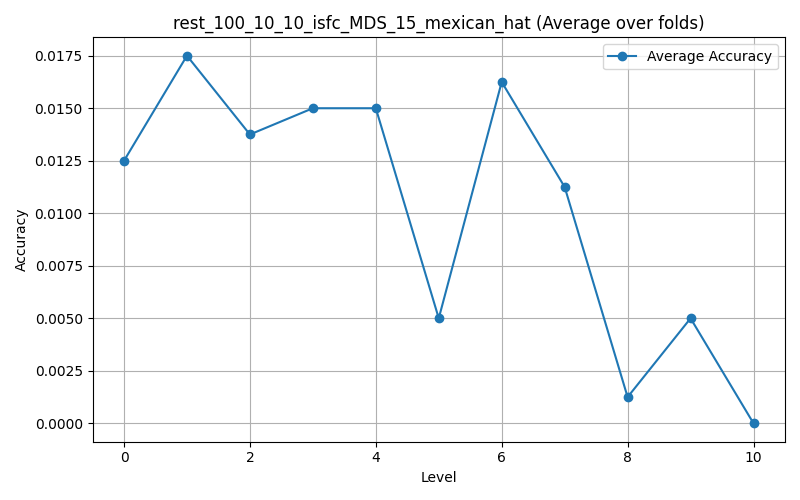 rest_100_10_10_isfc_MDS_15_mexican_hat (Average over folds)
Average Accuracy
0.0175
0.0150
0.0125
0.0100
0.0075
0.0050
0.0025
0.0000
Accuracy
0 2 4 6 8 10
Level